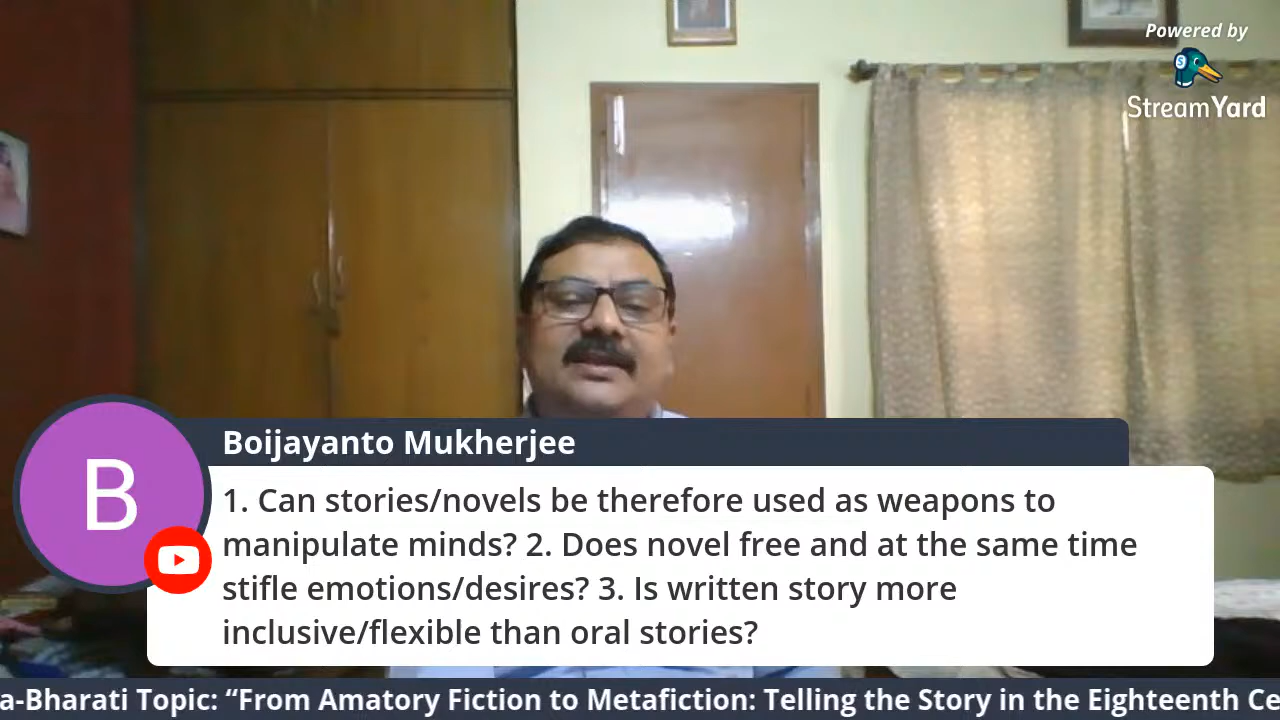 Powered by
StreamYard
B
Boijayanto Mukherjee
1. Can stories/novels be therefore used as weapons to
manipulate minds? 2. Does novel free and at the same time
stifle emotions/desires? 3. Is written story more
inclusive/flexible than oral stories?
a-Bharati Topic: “From Amatory Fiction to Metafiction: Telling the Story in the Eighteenth Ce